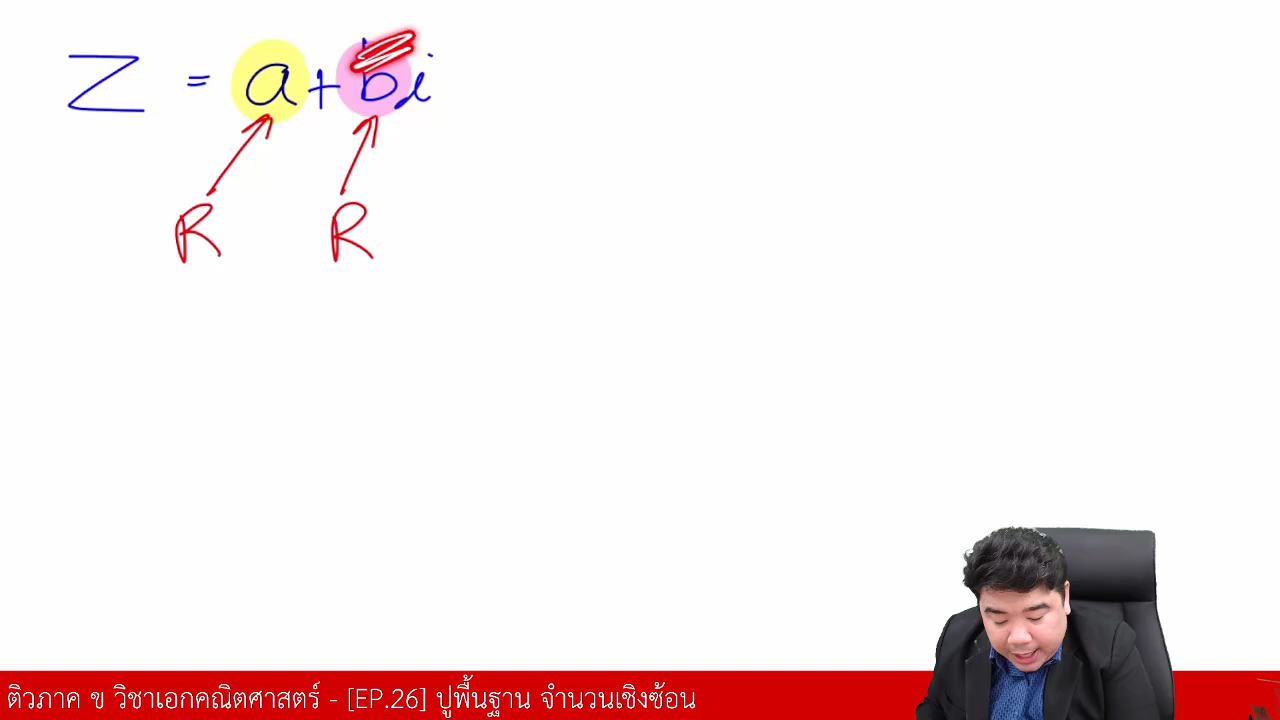 Z = a + bi
R R
ติวภาค ข วิชาเอกคณิตศาสตร์ - [EP.26] ปูพื้นฐาน จำนวนเชิงซ้อน